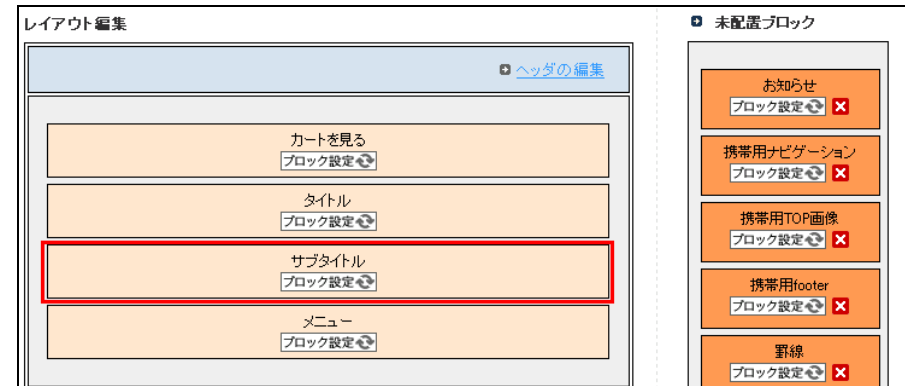 レイアウト編集
ヘッダの編集
カートを見る
ブロック設定
タイトル
ブロック設定
サブタイトル
ブロック設定
メニュー
ブロック設定
未配置ブロック
お知らせ
ブロック設定
携帯用ナビゲーション
ブロック設定
携帯用TOP画像
ブロック設定
携帯用footer
ブロック設定
罫線
ブロック設定